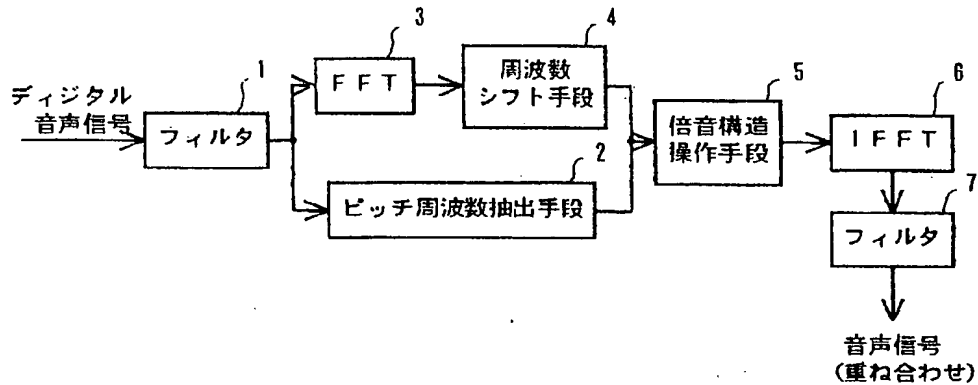 ディジタル
音声信号
1
フィルタ
3
FFT
4
周波数
シフト手段
2
ピッチ周波数抽出手段
5
倍音構造
操作手段
6
IFFT
7
フィルタ
音声信号
(重ね合わせ)